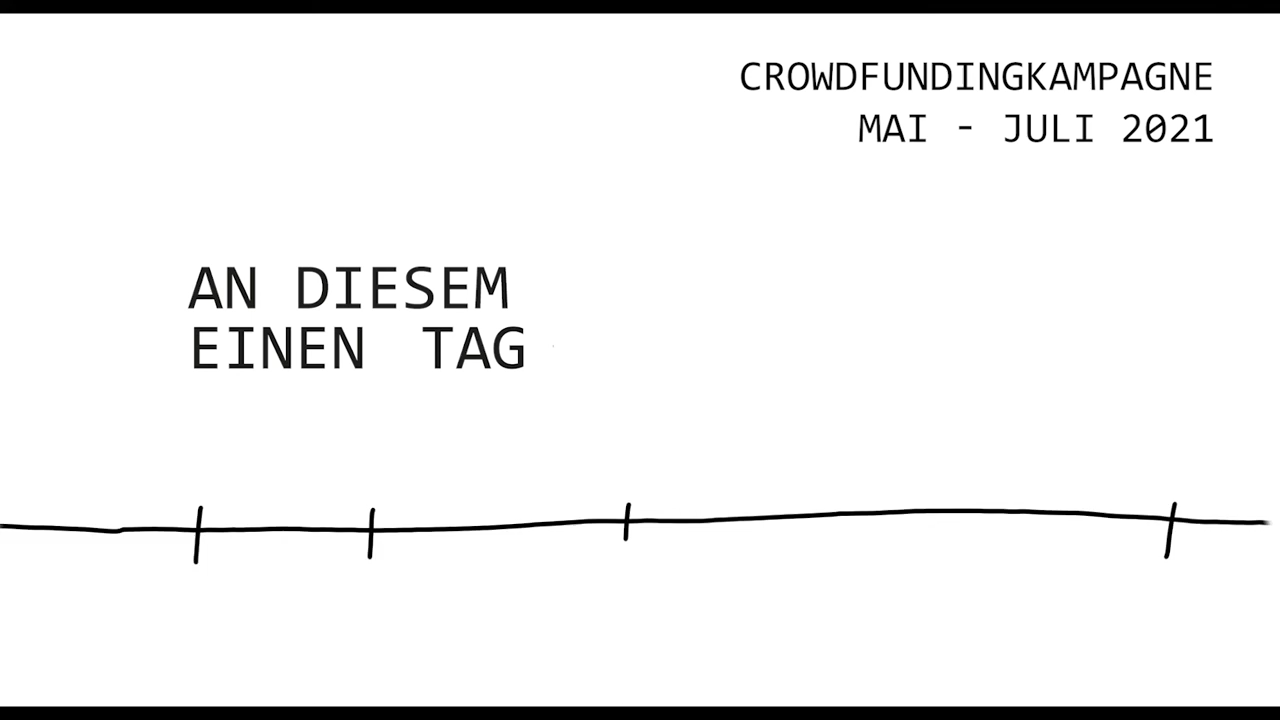 CROWDFUNDINGKAMPAGNE
MAI - JULI 2021
AN DIESEM
EINEN TAG